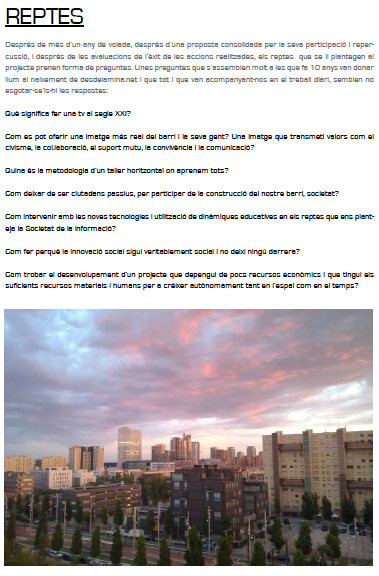 REPTES
Després de més d'un any de volada, després d'una proposta consolidada per la seva participació i reper-
cussió, i després de les avaluacions de l'èxit de les accions realitzades, els reptes que se li plantegen al
projecte prenen forma de preguntes. Unes preguntes que s'assemblen molt a les que fa 10 anys van donar
llum al naixement de desdelamina.net i que tot i que van acompanyant-nos en el treball diari, semblen no
esgotar-se'ls-hi les respostes:
Què significa fer una tv al segle XXI?
Com es pot oferir una imatge més real del barri i la seva gent? Una imatge que transmeti valors com el
civisme, la col.laboració, el suport mutu, la convivència i la comunicació?
Quina és la metodologia d'un taller horitzontal on aprenem tots?
Com deixar de ser ciutadans passius, per participar de la construcció del nostre barri, societat?
Com intervenir amb les noves tecnologies i utilització de dinàmiques educatives en els reptes que ens plant-
eja la Societat de la Informació?
Com fer perquè la innovació social sigui veritablement social i no deixi ningú darrera?
Com trobar el desenvolupament d'un projecte que depengui de pocs recursos econòmics i que tingui els
suficients recursos materials i humans per a créixer autònomament tant en l'espai com en el temps?